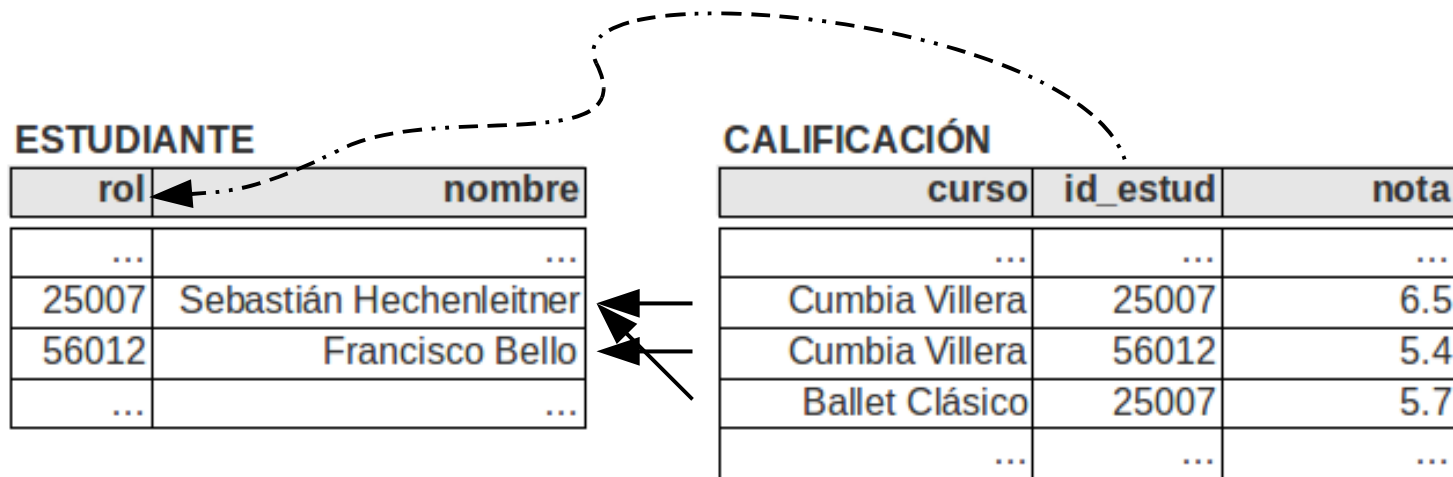 ESTUDIANTE
rol nombre
... ...
25007 Sebastián Hechenleitner
56012 Francisco Bello
... ...
CALIFICACIÓN
curso id_estud nota
... ... ...
Cumbia Villera 25007 6.5
Cumbia Villera 56012 5.4
Ballet Clásico 25007 5.7
... ... ...